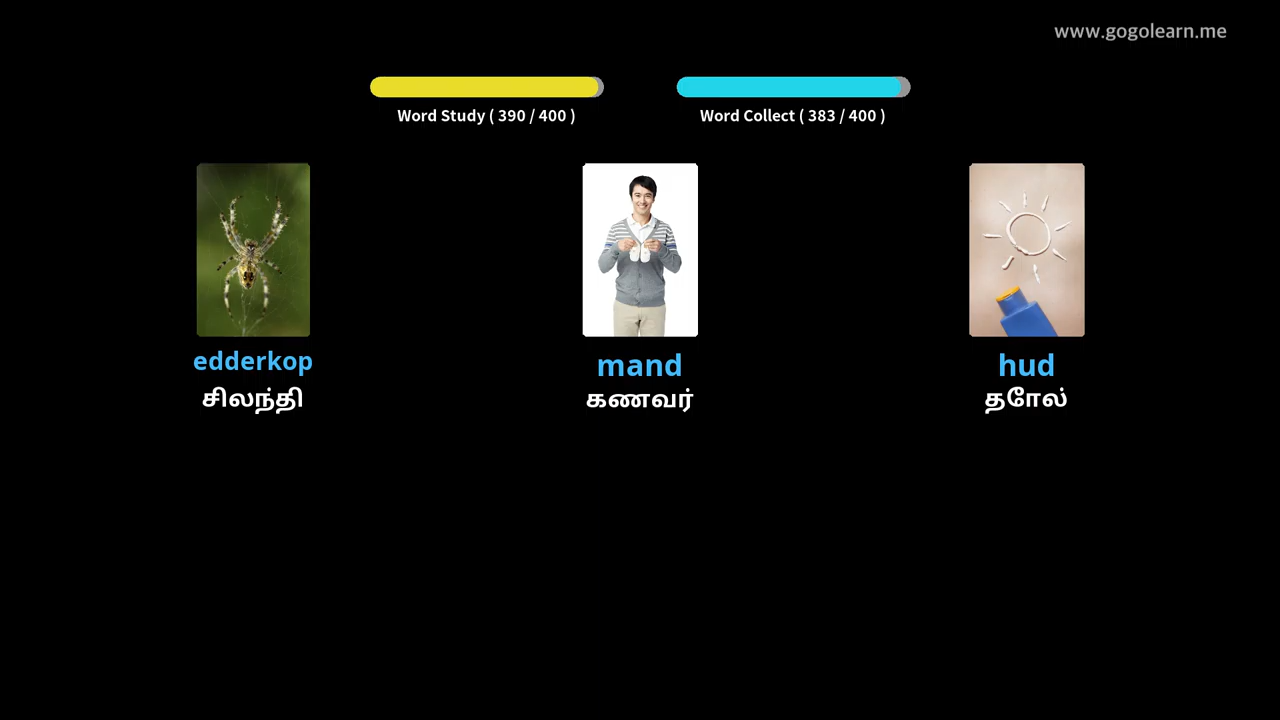 www.gogolearn.me
Word Study ( 390 / 400 )
Word Collect ( 383 / 400 )
edderkop
mand
hud
சிலந்தி
கணவர்
தோல்